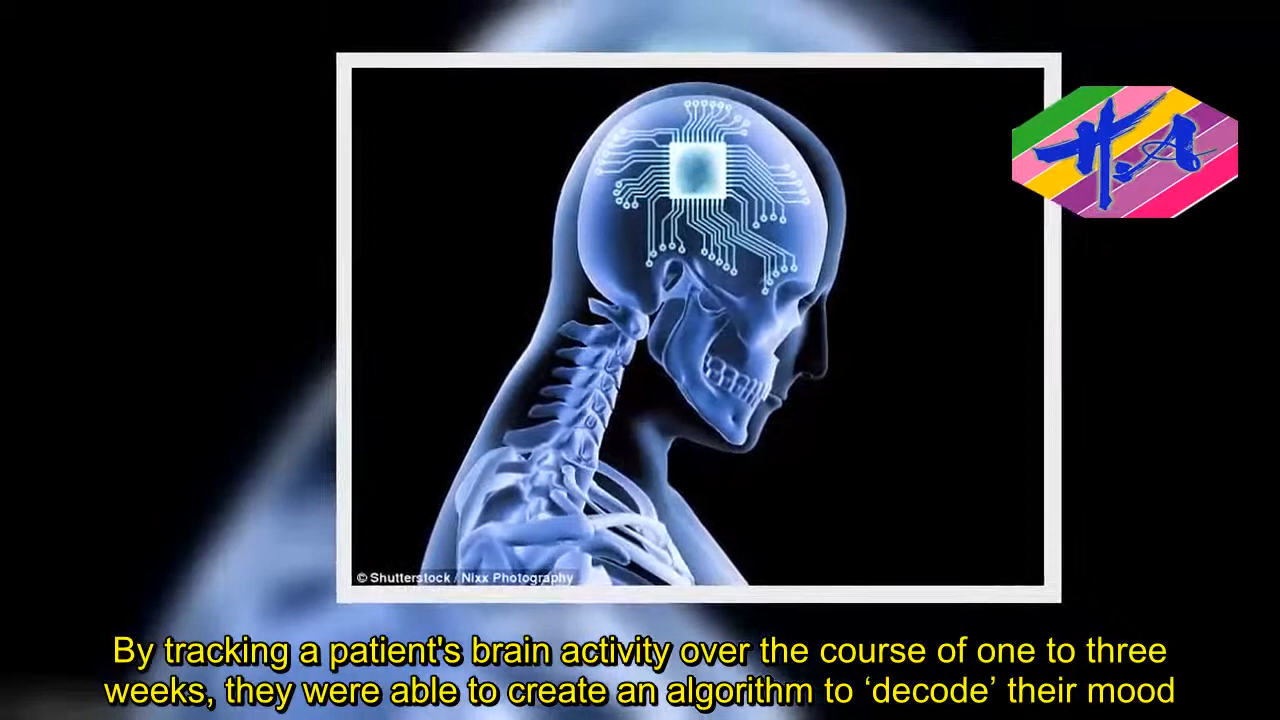 H.A
© Shutterstock / Nixx Photography
By tracking a patient's brain activity over the course of one to three
weeks, they were able to create an algorithm to ‘decode’ their mood